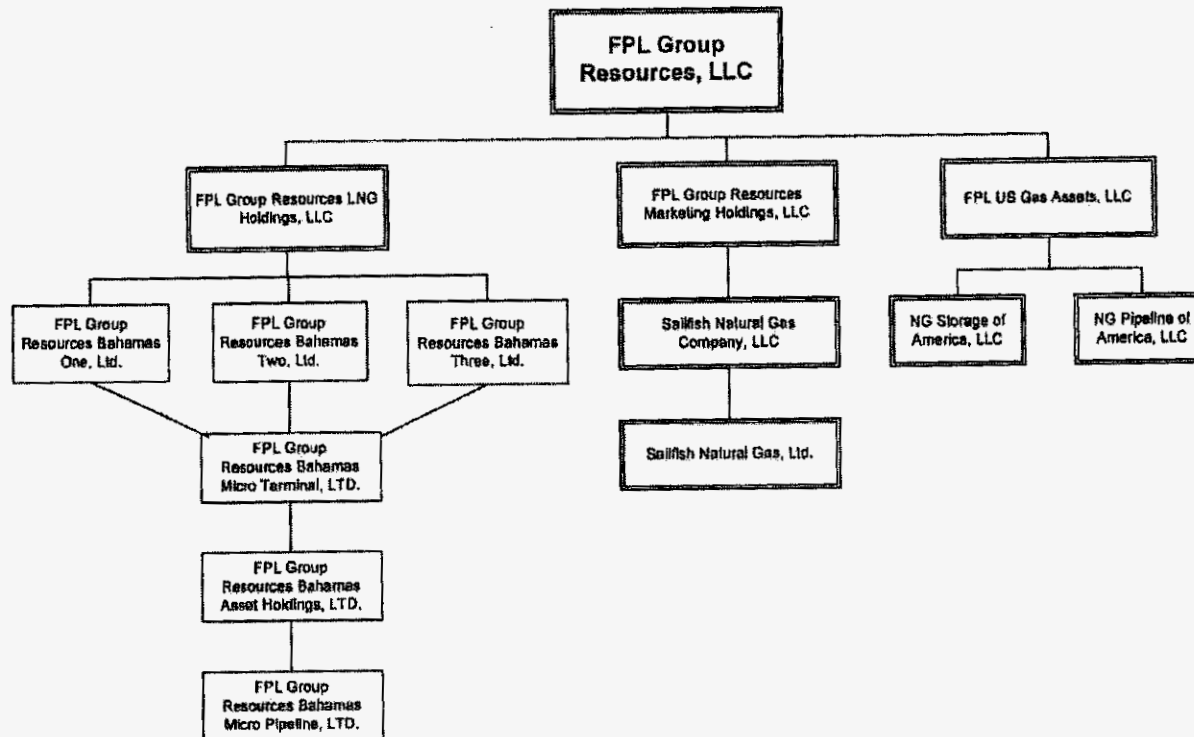 FPL Group
Resources, LLC
FPL Group Resources LNG
Holdings, LLC
FPL Group Resources
Marketing Holdings, LLC
FPL US Gas Assets, LLC
FPL Group
Resources Bahamas
One, Ltd.
FPL Group
Resources Bahamas
Two, Ltd.
FPL Group
Resources Bahamas
Three, Ltd.
Sailfish Natural Gas
Company, LLC
NG Storage of
America, LLC
NG Pipeline of
America, LLC
FPL Group
Resources Bahamas
Micro Terminal, LTD.
Sailfish Natural Gas, Ltd.
FPL Group
Resources Bahamas
Asset Holdings, LTD.
FPL Group
Resources Bahamas
Micro Pipeline, LTD.